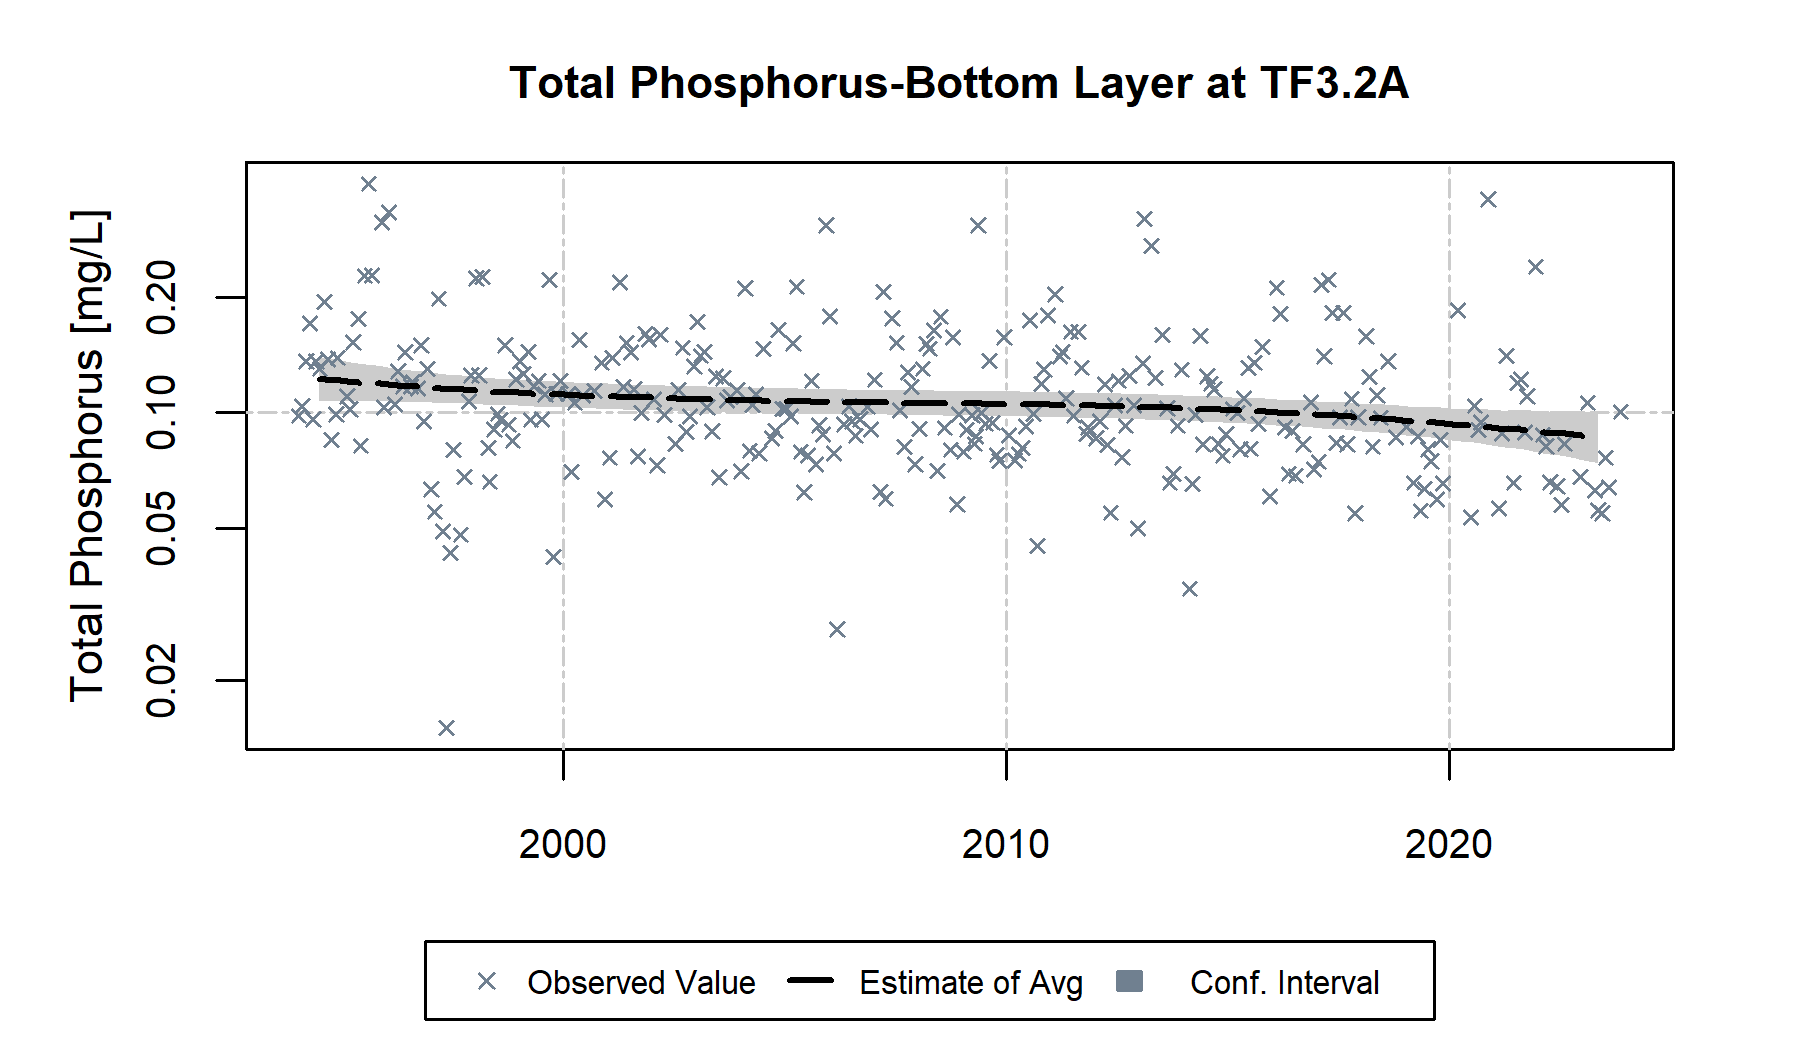 Total Phosphorus-Bottom Layer at TF3.2A
Total Phosphorus [mg/L]
0.20
0.10
0.05
0.02
2000 2010 2020
Observed Value Estimate of Avg Conf. Interval